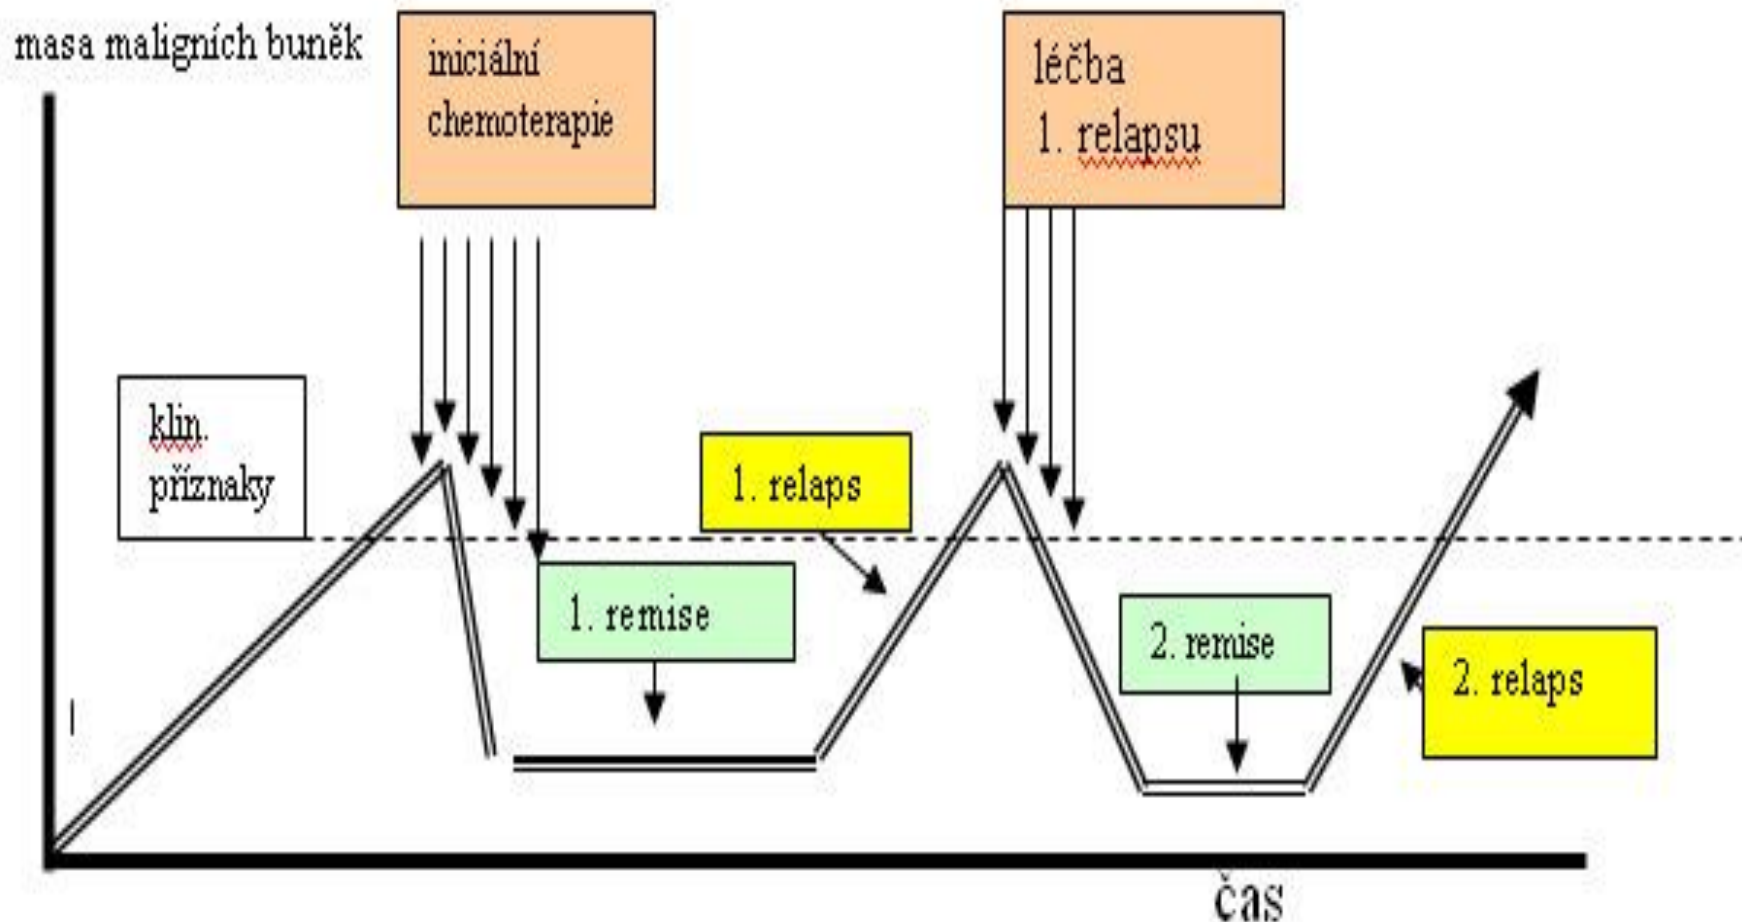 masa maligních buněk
iniciální
chemoterapie
léčba
1. relapsu
klin.
příznaky
1. relaps
1. remise
2. remise
2. relaps
čas